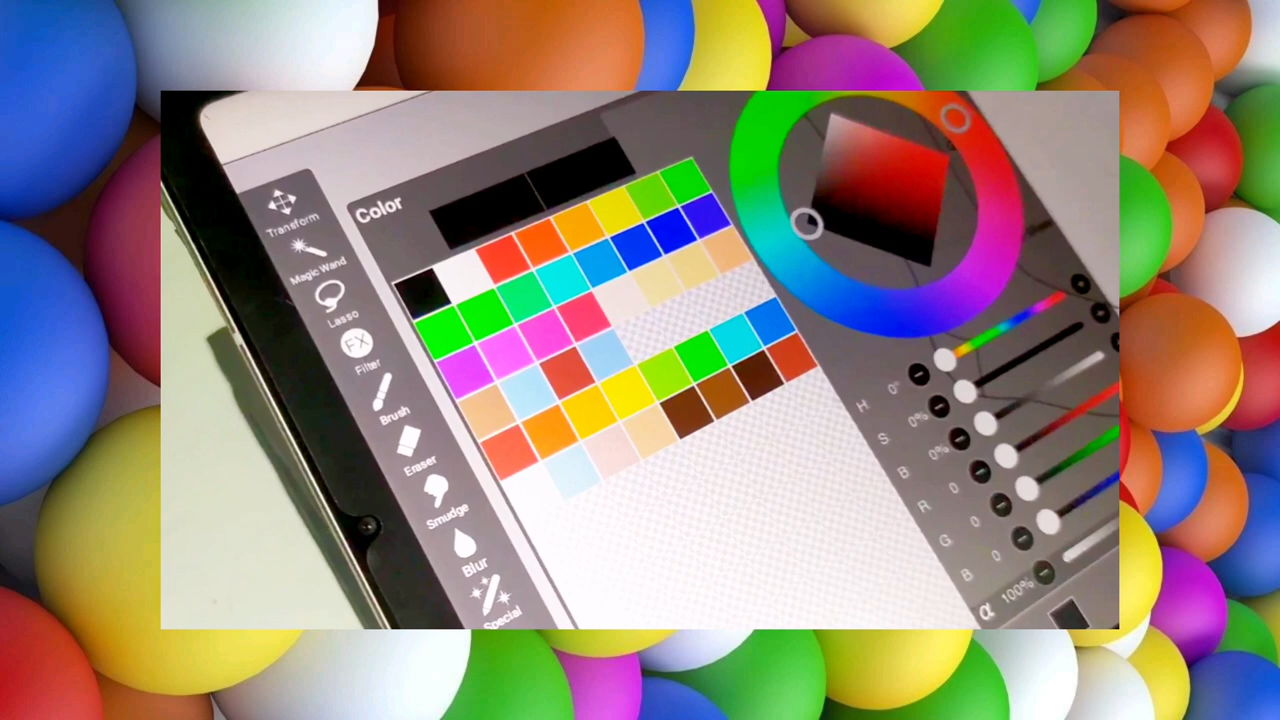 Color
Transform
Magic Wand
Lasso
FX
Filter
Brush
Eraser
Smudge
Blur
Special
H 0°
S 0%
B 0%
R 0
G 0
B 0
α 100%